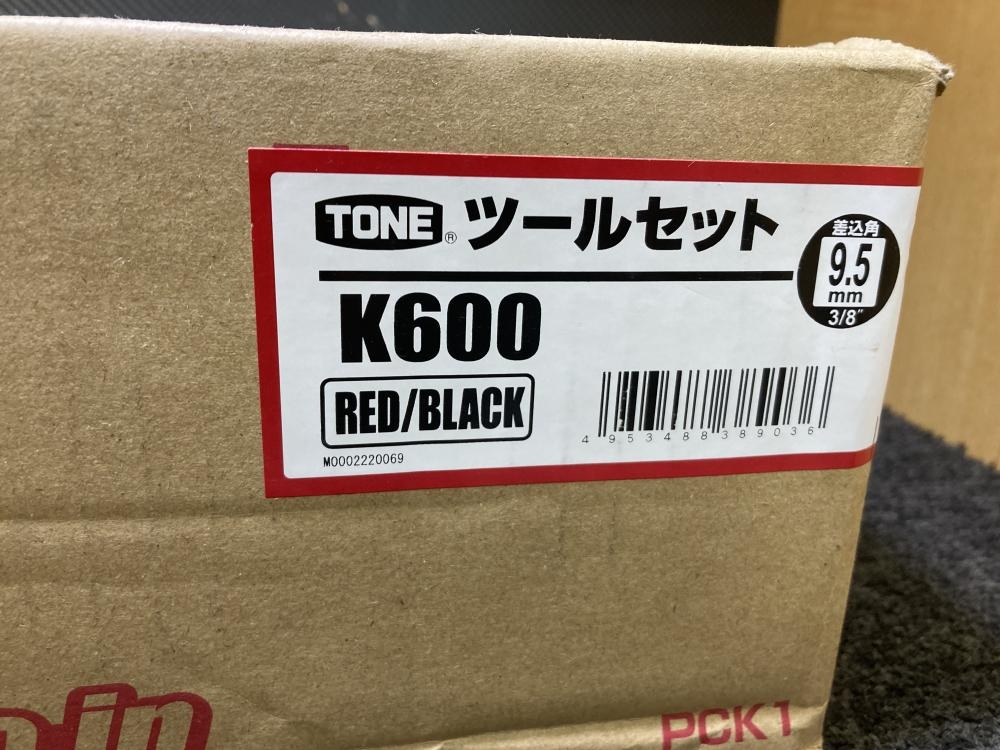 TONE® ツールセット
差込角
9.5
mm
3/8"
K600
RED/BLACK
4953488389036
M0002220069
PCK1